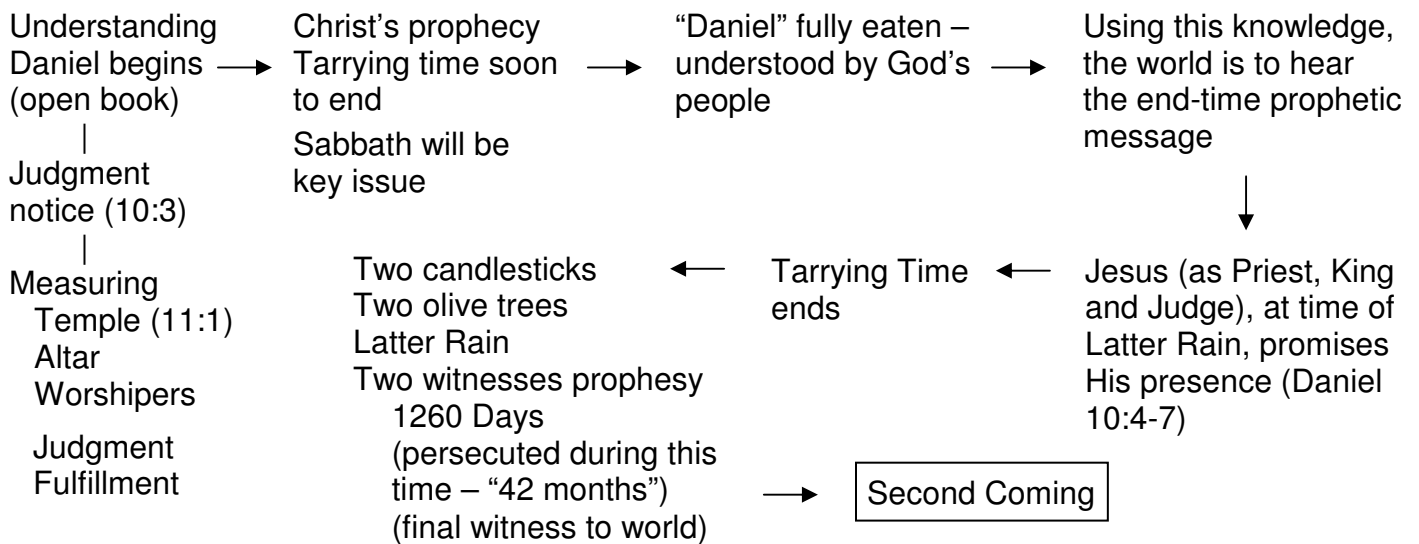 Understanding
Daniel begins
(open book)
Judgment
notice (10:3)
Measuring
Temple (11:1)
Altar
Worshipers
Judgment
Fulfillment
Christ’s prophecy
Tarrying time soon
to end
Sabbath will be
key issue
“Daniel” fully eaten –
understood by God’s
people
Using this knowledge,
the world is to hear
the end-time prophetic
message
Jesus (as Priest, King
and Judge), at time of
Latter Rain, promises
His presence (Daniel
10:4-7)
Tarrying Time
ends
Two candlesticks
Two olive trees
Latter Rain
Two witnesses prophesy
1260 Days
(persecuted during this
time – “42 months”)
(final witness to world)
Second Coming